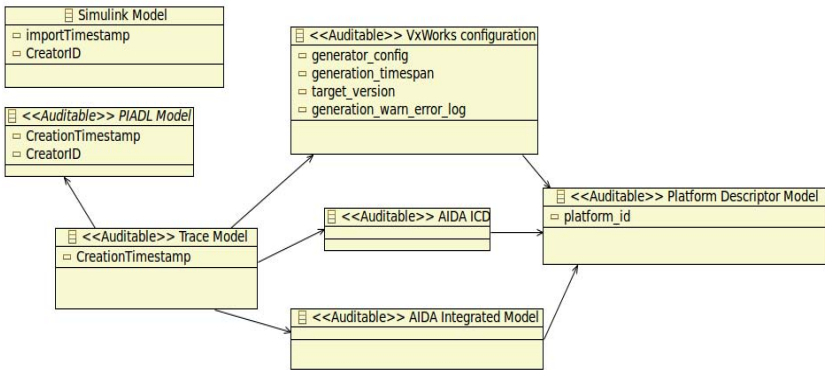 Simulink Model
importTimestamp
CreatorID
<<Auditable>> VxWorks configuration
generator_config
generation_timespan
target_version
generation_warn_error_log
<<Auditable>> PIADL Model
CreationTimestamp
CreatorID
<<Auditable>> Platform Descriptor Model
platform_id
<<Auditable>> AIDA ICD
<<Auditable>> Trace Model
CreationTimestamp
<<Auditable>> AIDA Integrated Model